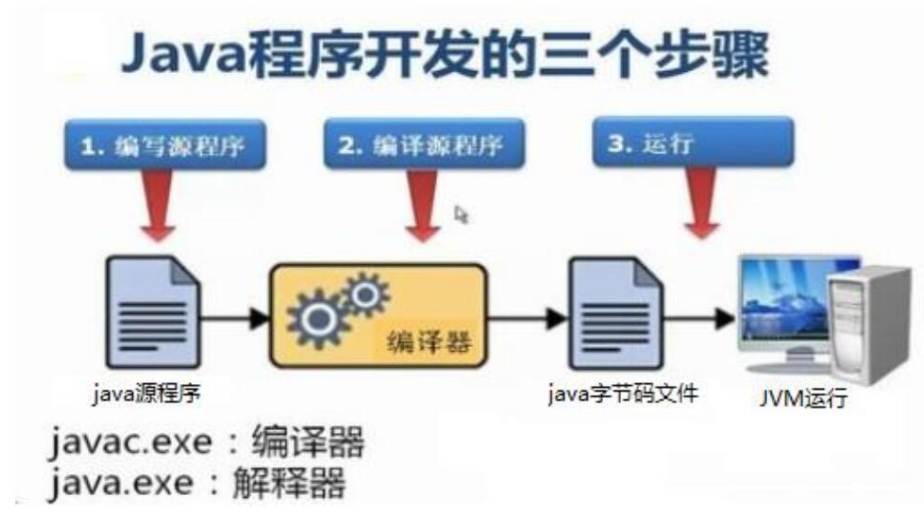 Java程序开发的三个步骤
1. 编写源程序
2. 编译源程序
3. 运行
编译器
java源程序
java字节码文件
JVM运行
javac.exe：编译器
java.exe：解释器